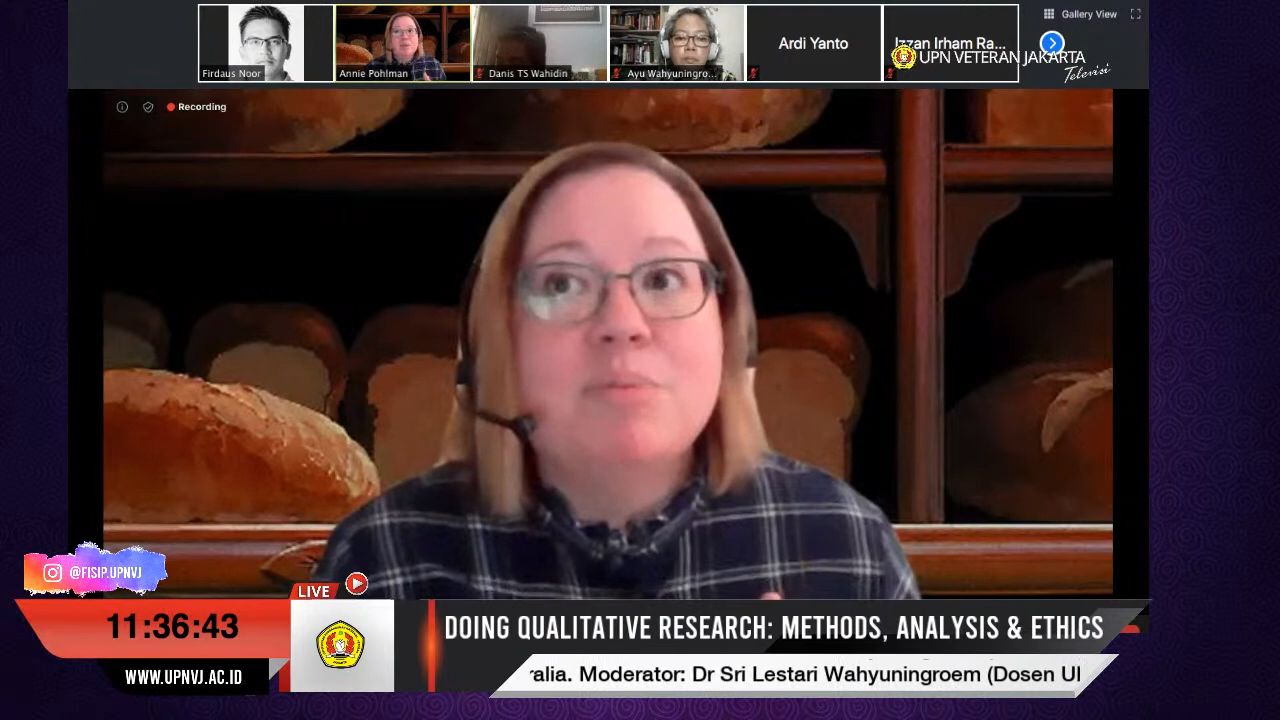 Firdaus Noor
Annie Pohlman
Danis TS Wahidin
Ayu Wahyuningro...
Ardi Yanto
Izzan Irham Ra...
Gallery View
UPN VETERAN JAKARTA
Televisi
Recording
@FISIP.UPNVJ
LIVE
11:36:43
DOING QUALITATIVE RESEARCH: METHODS, ANALYSIS & ETHICS
WWW.UPNVJ.AC.ID
ralia. Moderator: Dr Sri Lestari Wahyuningroem (Dosen UI